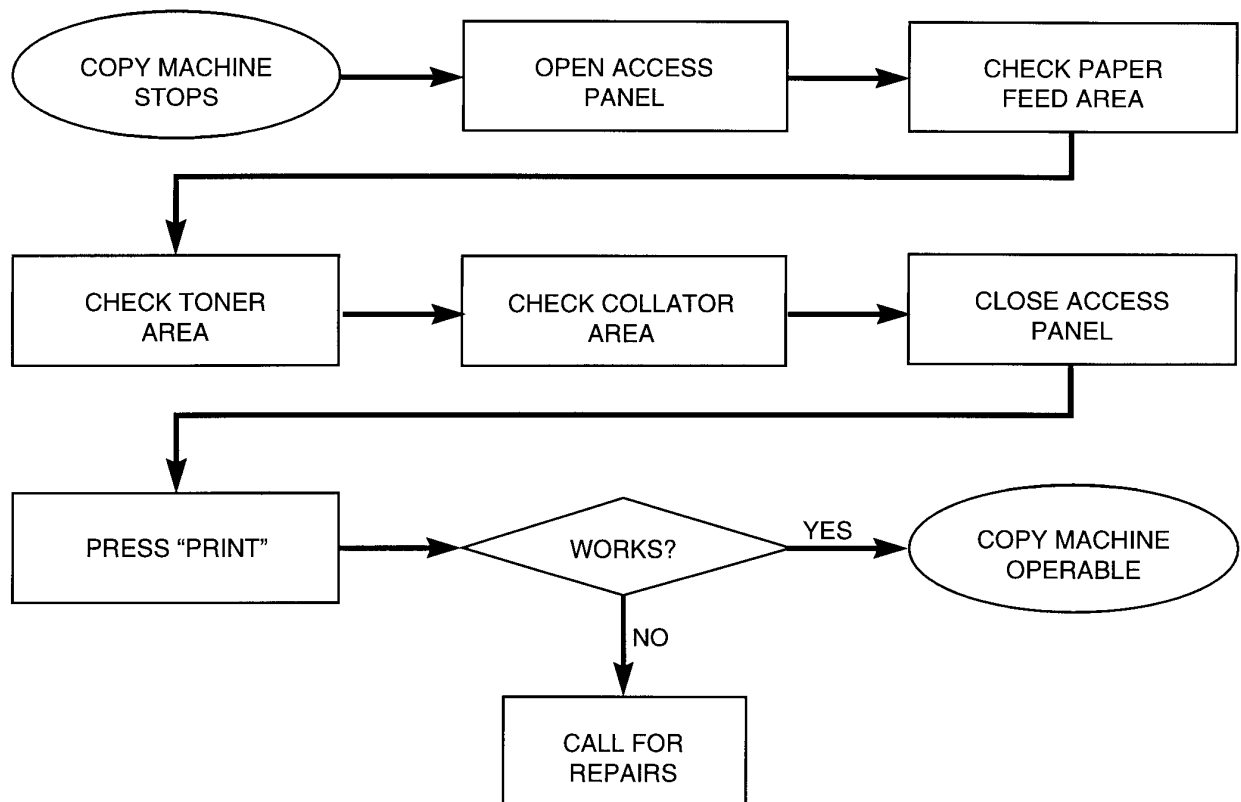 COPY MACHINE
STOPS
OPEN ACCESS
PANEL
CHECK PAPER
FEED AREA
CHECK TONER
AREA
CHECK COLLATOR
AREA
CLOSE ACCESS
PANEL
PRESS “PRINT”
WORKS?
YES
COPY MACHINE
OPERABLE
NO
CALL FOR
REPAIRS